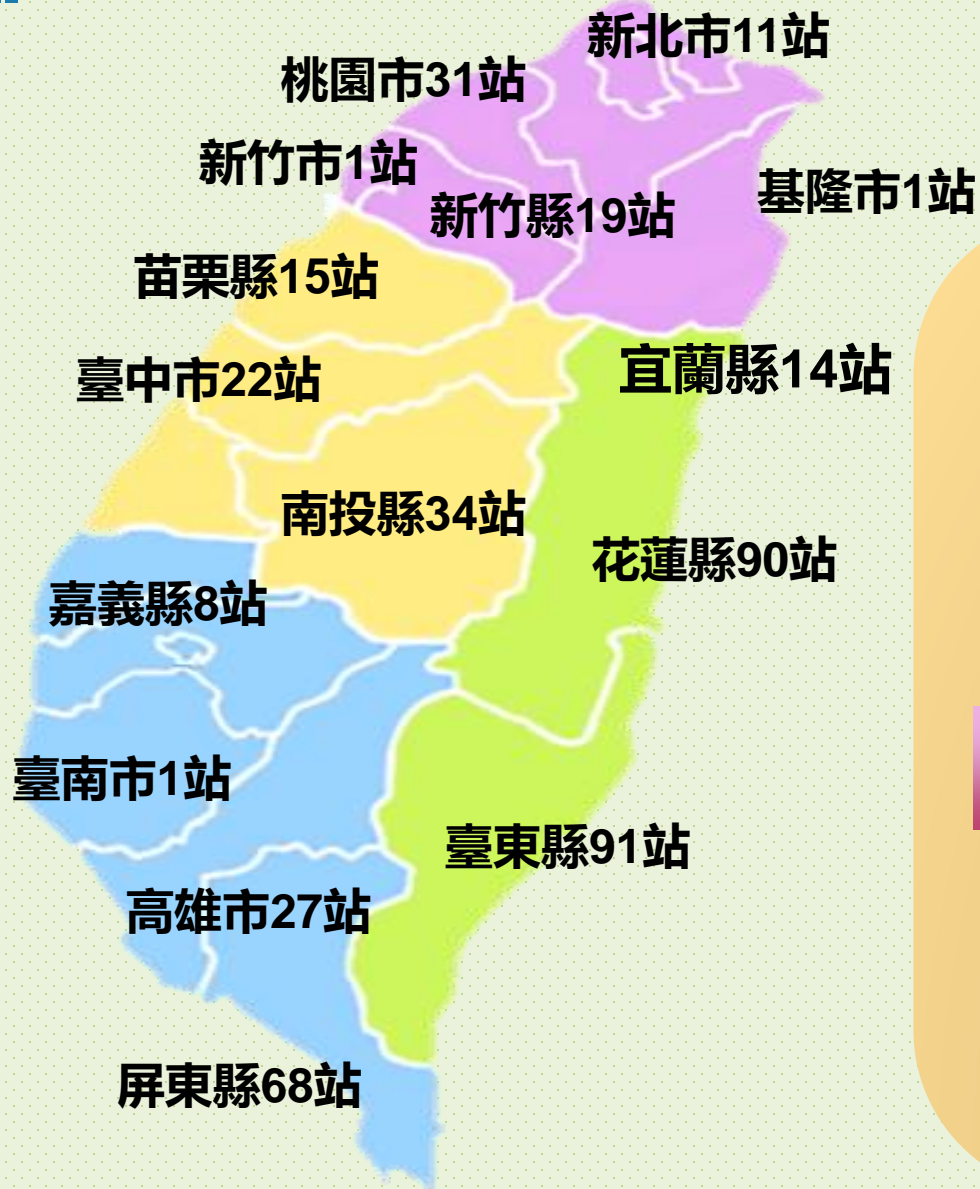 新北市11站
桃園市31站
新竹市1站
基隆市1站
新竹縣19站
苗栗縣15站
宜蘭縣14站
臺中市22站
南投縣34站
花蓮縣90站
嘉義縣8站
臺南市1站
臺東縣91站
高雄市27站
屏東縣68站